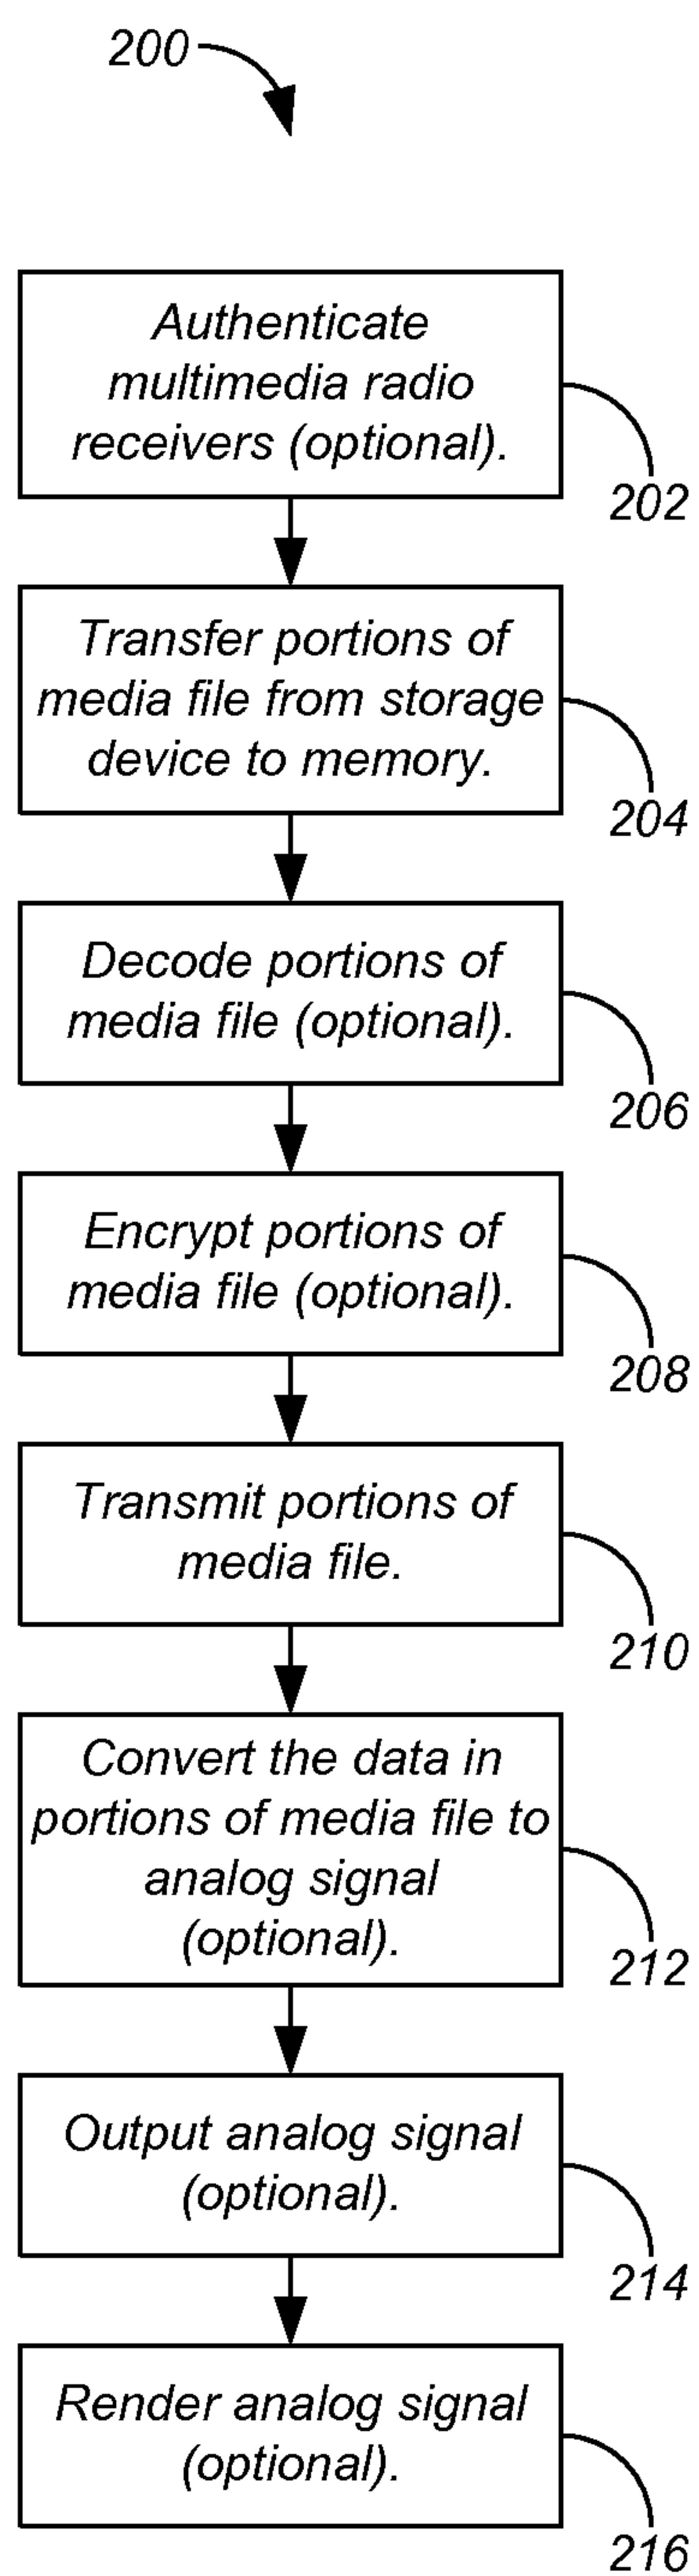 200
Authenticate
multimedia radio
receivers (optional).
202
Transfer portions of
media file from storage
device to memory.
204
Decode portions of
media file (optional).
206
Encrypt portions of
media file (optional).
208
Transmit portions of
media file.
210
Convert the data in
portions of media file to
analog signal
(optional).
212
Output analog signal
(optional).
214
Render analog signal
(optional).
216